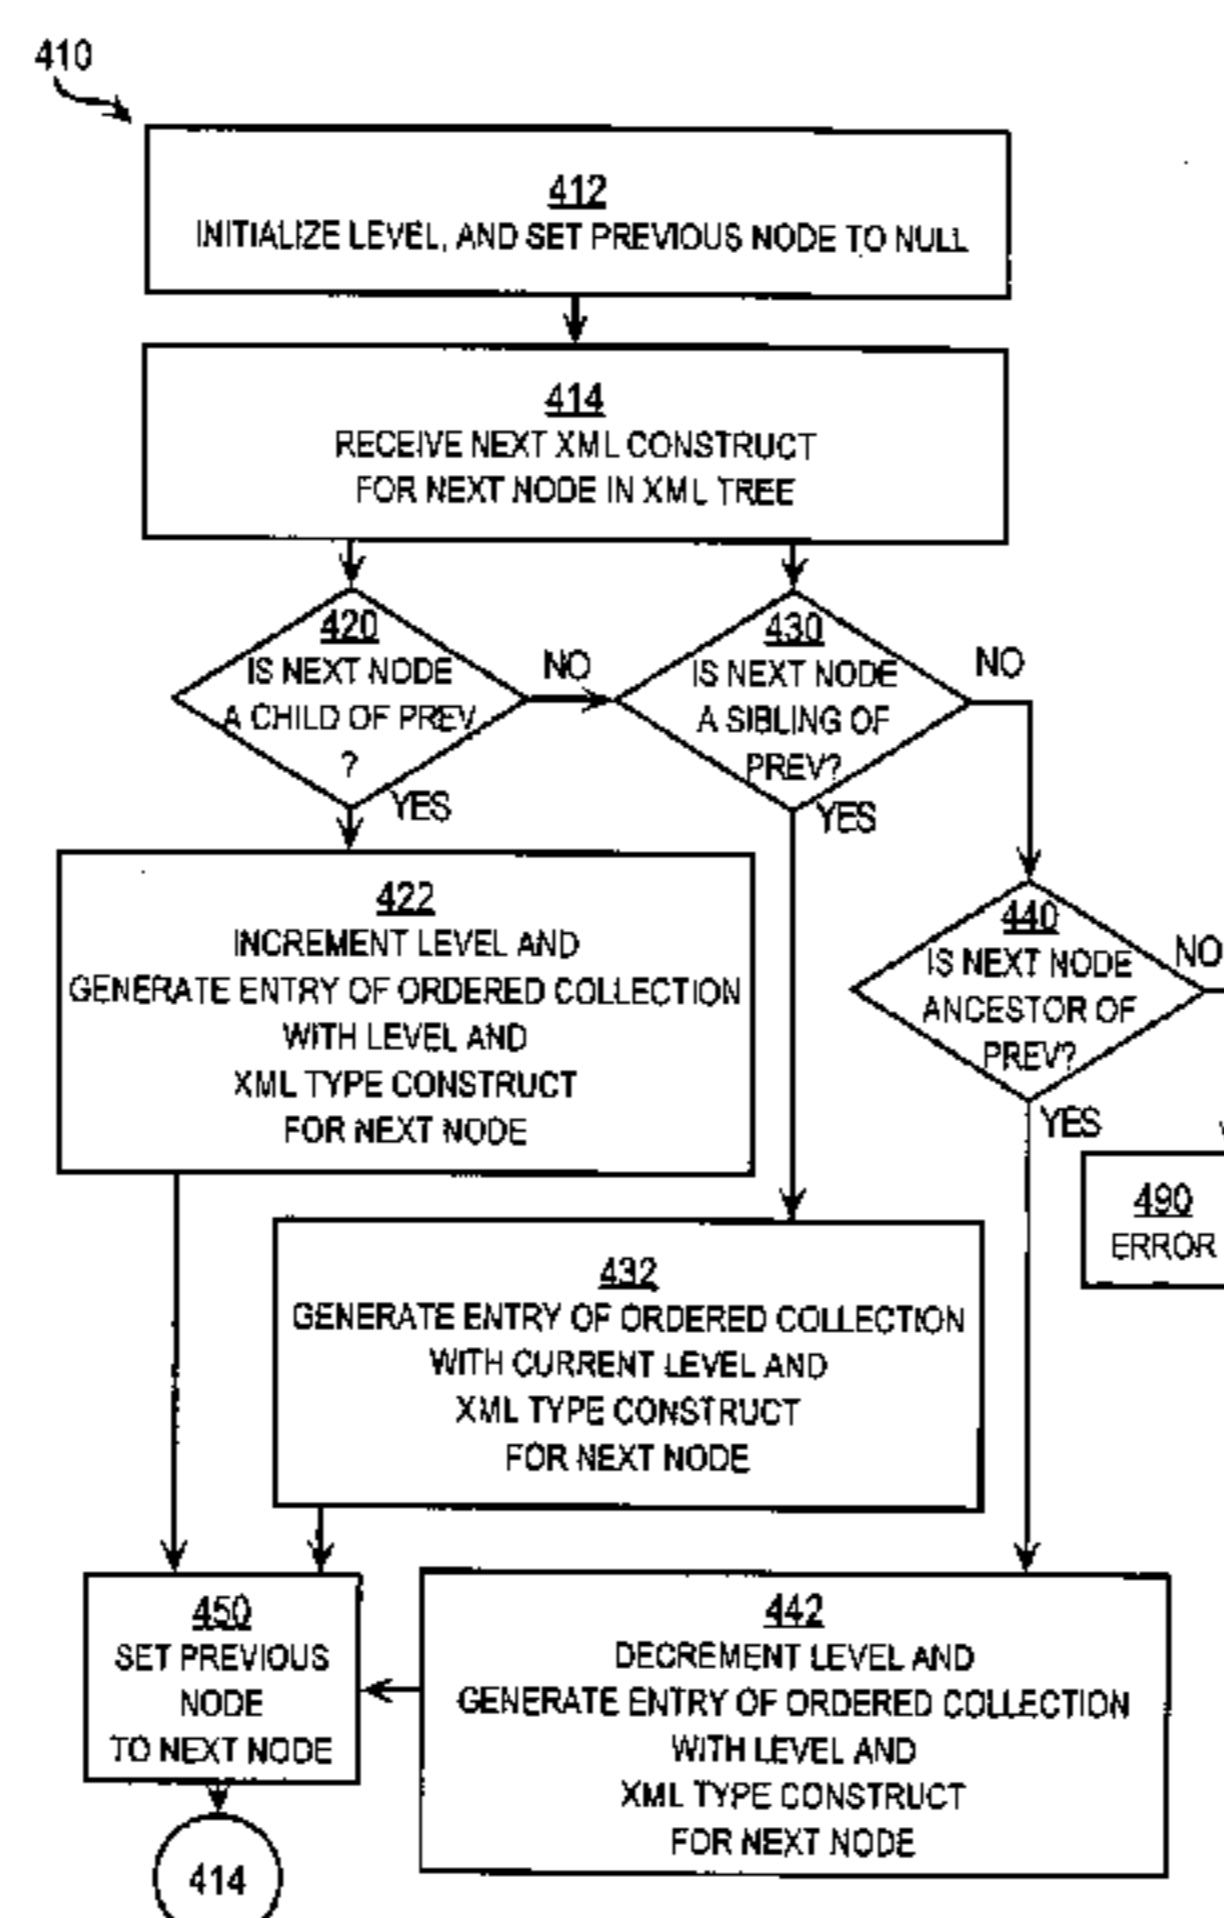 410
412
INITIALIZE LEVEL, AND SET PREVIOUS NODE TO NULL
414
RECEIVE NEXT XML CONSTRUCT
FOR NEXT NODE IN XML TREE
420
IS NEXT NODE
A CHILD OF PREV
?
NO
YES
430
IS NEXT NODE
A SIBLING OF
PREV?
NO
YES
422
INCREMENT LEVEL AND
GENERATE ENTRY OF ORDERED COLLECTION
WITH LEVEL AND
XML TYPE CONSTRUCT
FOR NEXT NODE
440
IS NEXT NODE
ANCESTOR OF
PREV?
NO
YES
490
ERROR
432
GENERATE ENTRY OF ORDERED COLLECTION
WITH CURRENT LEVEL AND
XML TYPE CONSTRUCT
FOR NEXT NODE
450
SET PREVIOUS
NODE
TO NEXT NODE
442
DECREMENT LEVEL AND
GENERATE ENTRY OF ORDERED COLLECTION
WITH LEVEL AND
XML TYPE CONSTRUCT
FOR NEXT NODE
414